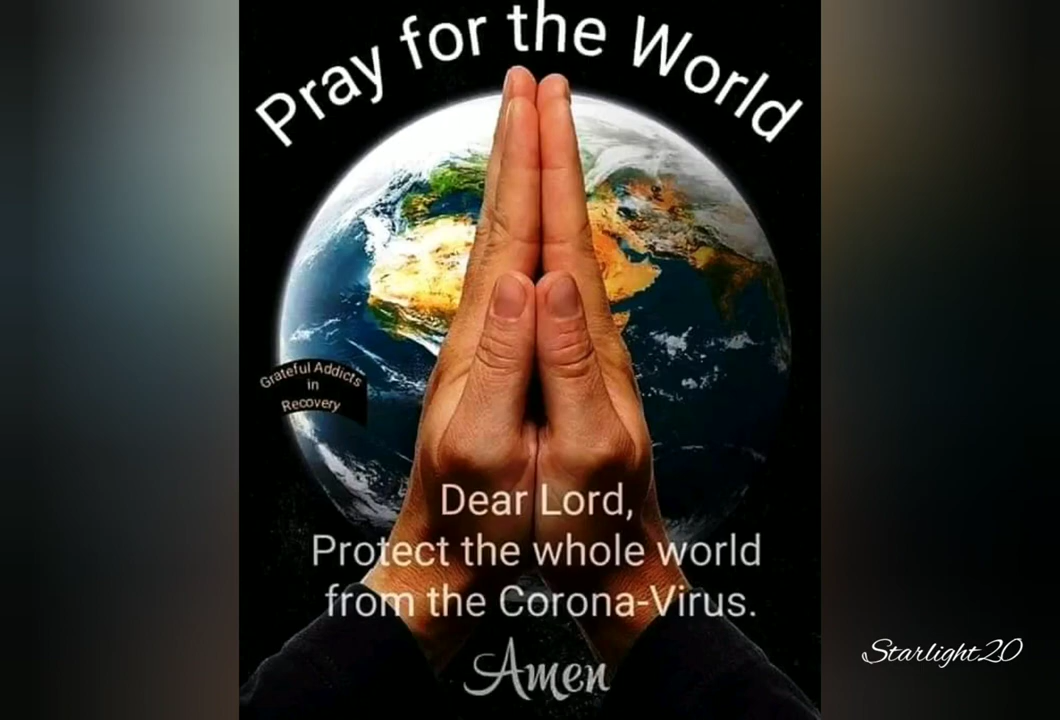 Pray for the World
Grateful Addicts
in
Recovery
Dear Lord,
Protect the whole world
from the Corona-Virus.
Amen
Starlight20